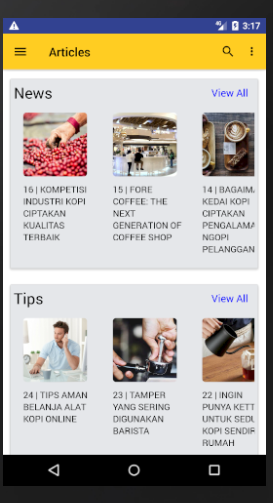 3:17
Articles
News
View All
16 | KOMPETISI
INDUSTRI KOPI
CIPTAKAN
KUALITAS
TERBAIK
15 | FORE
COFFEE: THE
NEXT
GENERATION OF
COFFEE SHOP
14 | BAGAIMA
KEDAI KOPI
CIPTAKAN
PENGALAMA
NGOPI
PELANGGAN
Tips
View All
24 | TIPS AMAN
BELANJA ALAT
KOPI ONLINE
23 | TAMPER
YANG SERING
DIGUNAKAN
BARISTA
22 | INGIN
PUNYA KETT
UNTUK SEDU
KOPI SENDIR
RUMAH